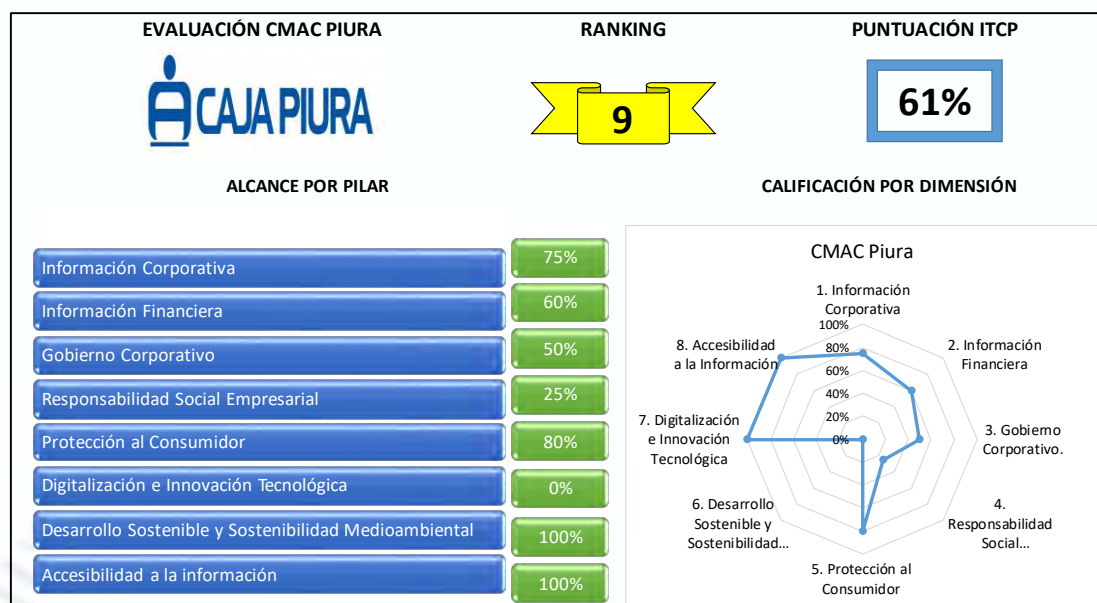 EVALUACIÓN CMAC PIURA
RANKING
PUNTUACIÓN ITCP
CAJA PIURA
9
61%
ALCANCE POR PILAR
CALIFICACIÓN POR DIMENSIÓN
Información Corporativa
75%
Información Financiera
60%
Gobierno Corporativo
50%
Responsabilidad Social Empresarial
25%
Protección al Consumidor
80%
Digitalización e Innovación Tecnológica
0%
Desarrollo Sostenible y Sostenibilidad Medioambiental
100%
Accesibilidad a la información
100%
CMAC Piura
1. Información
Corporativa
2. Información
Financiera
3. Gobierno
Corporativo.
4.
Responsabilidad
Social...
5. Protección al
Consumidor
6. Desarrollo
Sostenible y
Sostenibilidad...
7. Digitalización
e Innovación
Tecnológica
8. Accesibilidad
a la Información
100%
80%
60%
40%
20%
0%